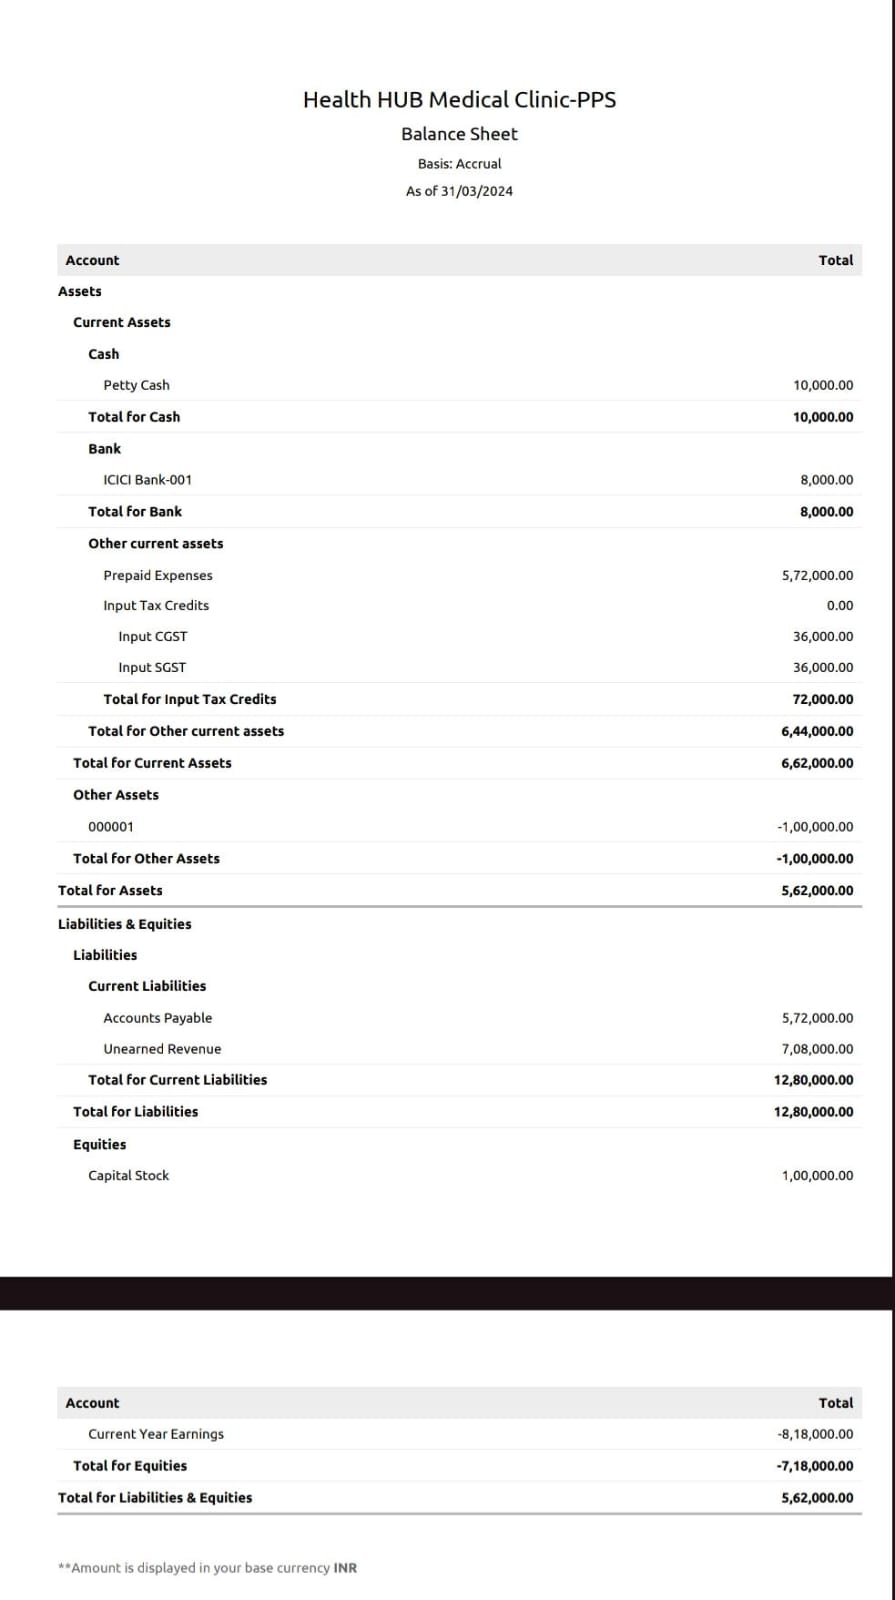 Health HUB Medical Clinic-PPS
Balance Sheet
Basis: Accrual
As of 31/03/2024
Account Total
Assets
Current Assets
Cash
Petty Cash 10,000.00
Total for Cash 10,000.00
Bank
ICICI Bank-001 8,000.00
Total for Bank 8,000.00
Other current assets
Prepaid Expenses 5,72,000.00
Input Tax Credits 0.00
Input CGST 36,000.00
Input SGST 36,000.00
Total for Input Tax Credits 72,000.00
Total for Other current assets 6,44,000.00
Total for Current Assets 6,62,000.00
Other Assets
000001 -1,00,000.00
Total for Other Assets -1,00,000.00
Total for Assets 5,62,000.00
Liabilities & Equities
Liabilities
Current Liabilities
Accounts Payable 5,72,000.00
Unearned Revenue 7,08,000.00
Total for Current Liabilities 12,80,000.00
Total for Liabilities 12,80,000.00
Equities
Capital Stock 1,00,000.00
Account Total
Current Year Earnings -8,18,000.00
Total for Equities -7,18,000.00
Total for Liabilities & Equities 5,62,000.00
**Amount is displayed in your base currency INR